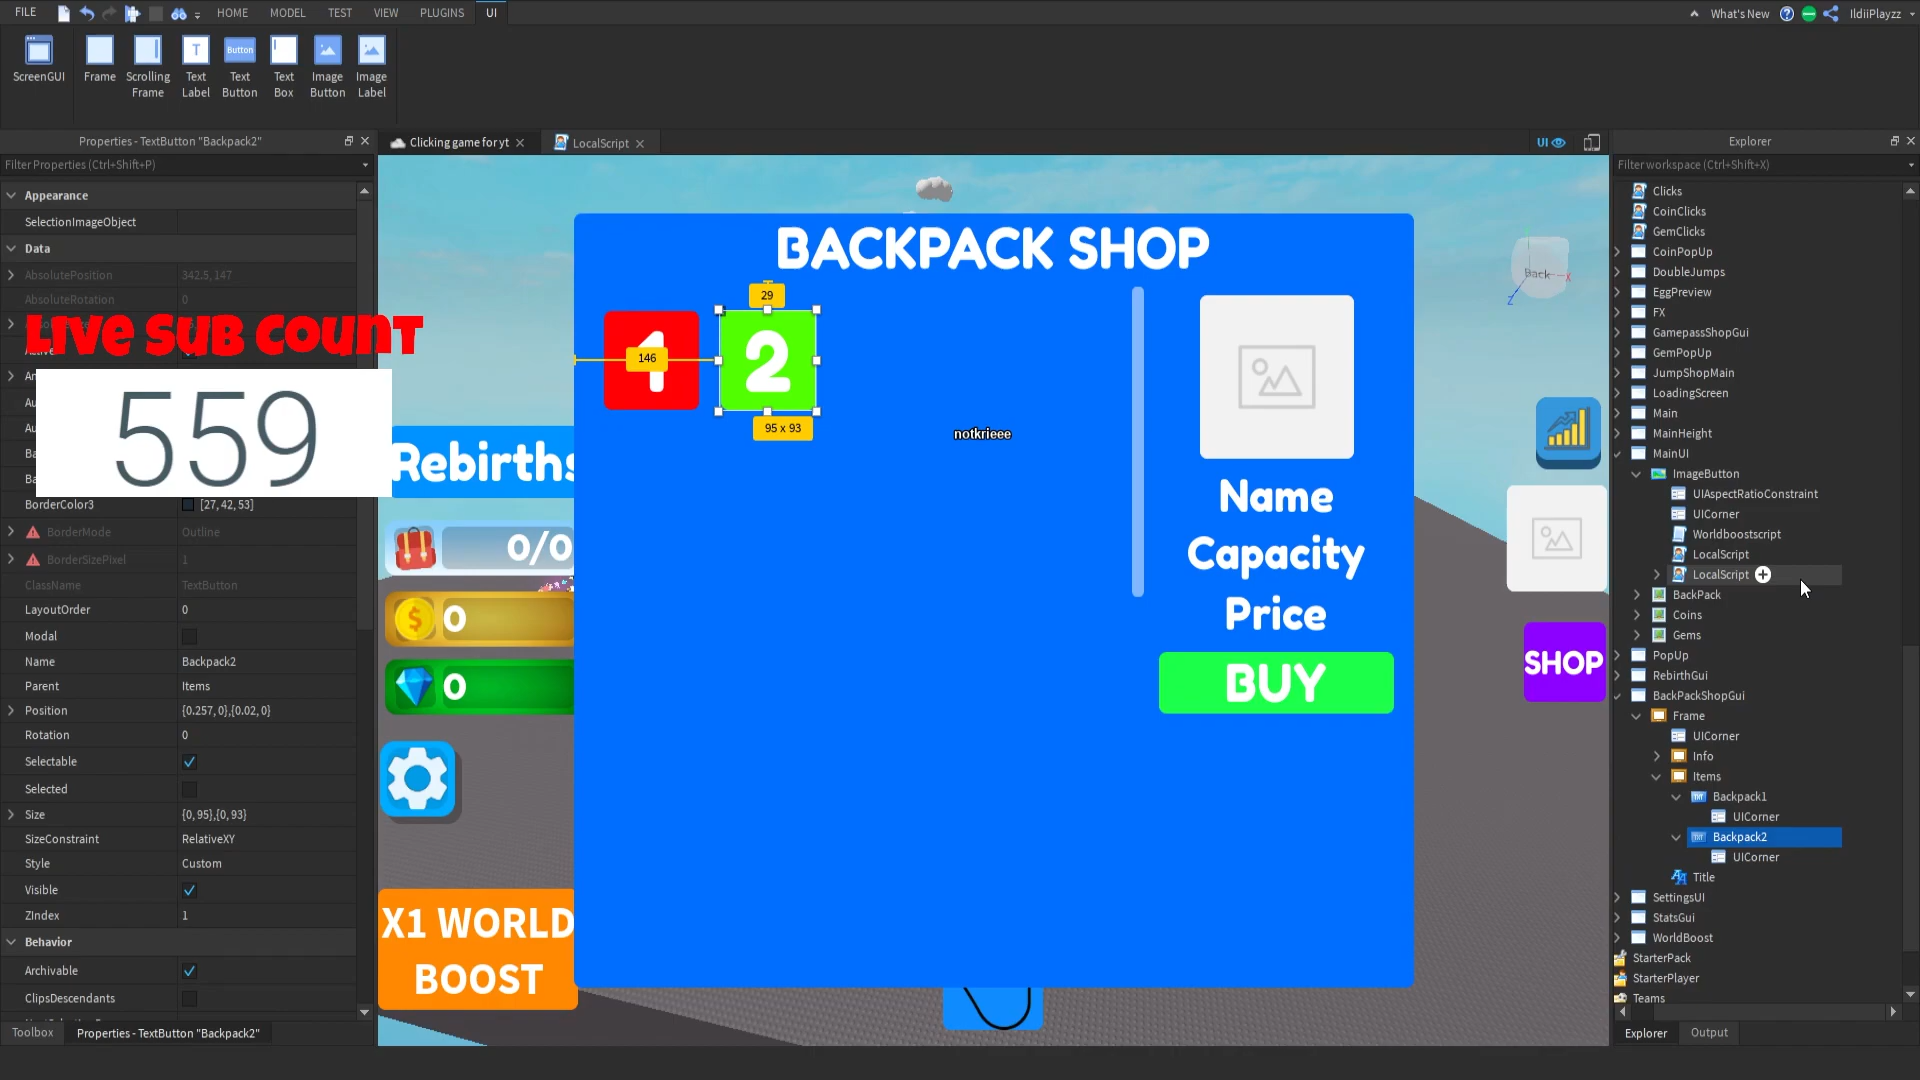 FILE
HOME
MODEL
TEST
VIEW
PLUGINS
UI
What's New
IldiiPlayzz
ScreenGUI
Frame
Scrolling
Frame
Text
Label
Button
Text
Button
Text
Box
Image
Button
Image
Label
Properties - TextButton "Backpack2"
Filter Properties (Ctrl+Shift+P)
Appearance
SelectionImageObject
Data
AbsolutePosition
342.5, 147
AbsoluteRotation
0
LIVE SUB COUNT
559
BorderColor3
[27, 42, 53]
BorderMode
Outline
BorderSizePixel
1
ClassName
TextButton
LayoutOrder
0
Modal
Name
Backpack2
Parent
Items
Position
{0.257, 0},{0.02, 0}
Rotation
0
Selectable
Selected
Size
{0, 95},{0, 93}
SizeConstraint
RelativeXY
Style
Custom
Visible
ZIndex
1
Behavior
Archivable
ClipsDescendants
Toolbox
Properties - TextButton "Backpack2"
Clicking game for yt
LocalScript
UI
BACKPACK SHOP
29
1
146
2
95 x 93
notkrieee
Name
Capacity
Price
BUY
Rebirths
0/0
0
0
X1 WORLD
BOOST
Back
X
Z
SHOP
Explorer
Filter workspace (Ctrl+Shift+X)
Clicks
CoinClicks
GemClicks
CoinPopUp
DoubleJumps
EggPreview
FX
GamepassShopGui
GemPopUp
JumpShopMain
LoadingScreen
Main
MainHeight
MainUI
ImageButton
UIAspectRatioConstraint
UICorner
Worldboostscript
LocalScript
LocalScript
BackPack
Coins
Gems
PopUp
RebirthGui
BackPackShopGui
Frame
UICorner
Info
Items
Backpack1
UICorner
Backpack2
UICorner
Title
SettingsUI
StatsGui
WorldBoost
StarterPack
StarterPlayer
Teams
Explorer
Output